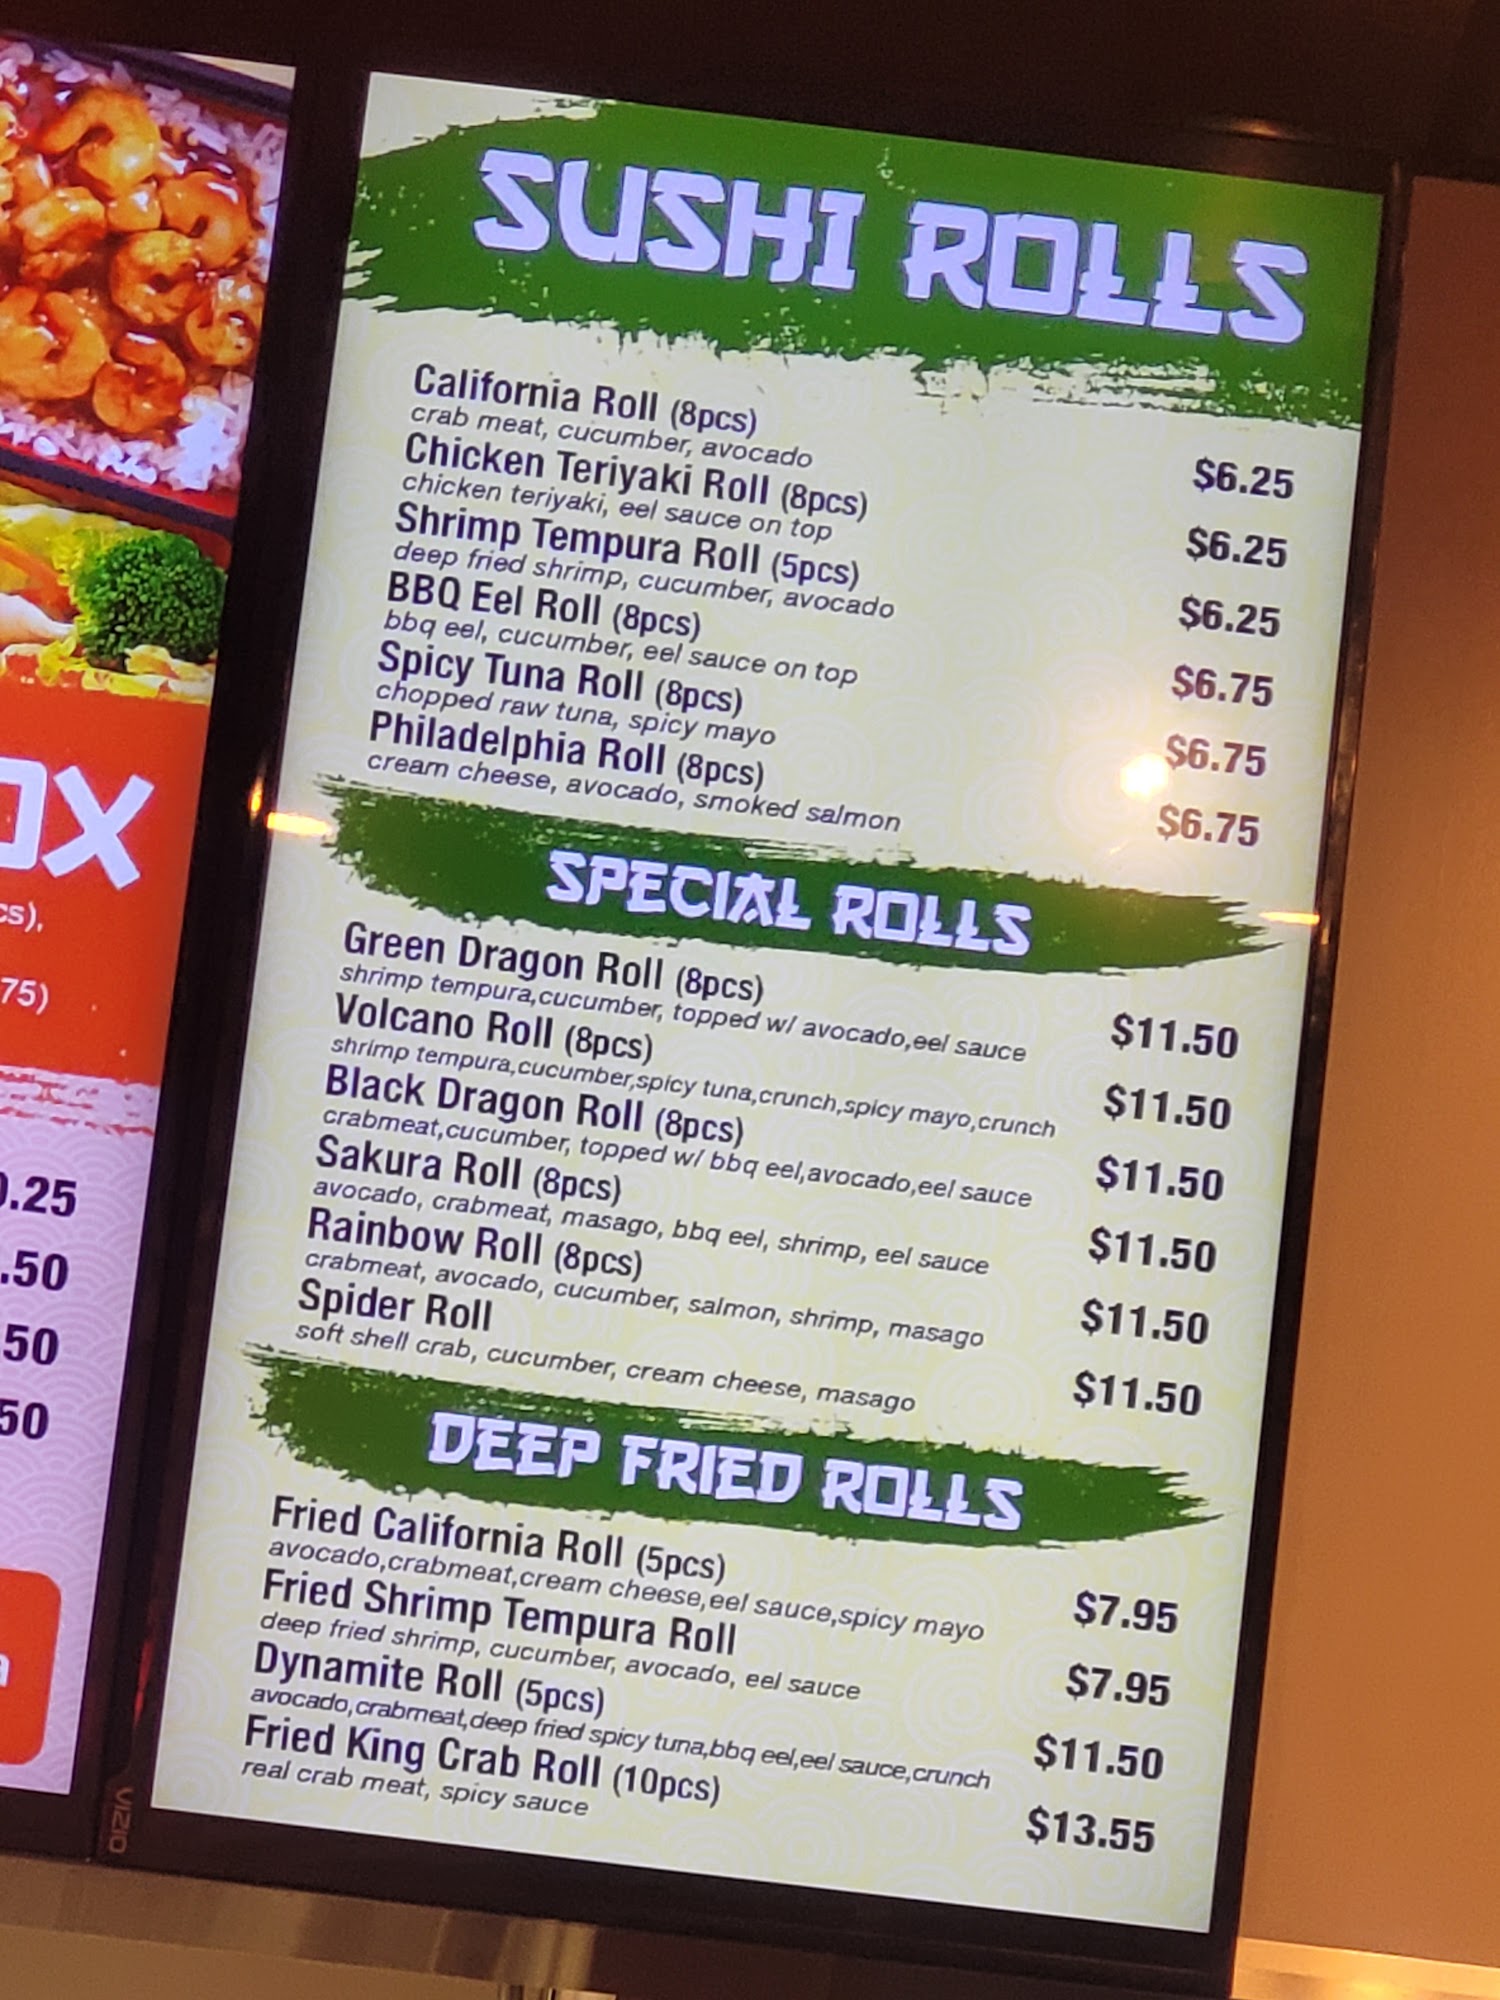 SUSHI ROLLS
California Roll (8pcs) $6.25
crab meat, cucumber, avocado
Chicken Teriyaki Roll (8pcs) $6.25
chicken teriyaki, eel sauce on top
Shrimp Tempura Roll (5pcs) $6.25
deep fried shrimp, cucumber, avocado
BBQ Eel Roll (8pcs) $6.75
bbq eel, cucumber, eel sauce on top
Spicy Tuna Roll (8pcs) $6.75
chopped raw tuna, spicy mayo
Philadelphia Roll (8pcs) $6.75
cream cheese, avocado, smoked salmon
SPECIAL ROLLS
Green Dragon Roll (8pcs) $11.50
shrimp tempura,cucumber, topped w/ avocado,eel sauce
Volcano Roll (8pcs) $11.50
shrimp tempura,cucumber,spicy tuna,crunch,spicy mayo,crunch
Black Dragon Roll (8pcs) $11.50
crabmeat,cucumber, topped w/ bbq eel,avocado,eel sauce
Sakura Roll (8pcs) $11.50
avocado, crabmeat, masago, bbq eel, shrimp, eel sauce
Rainbow Roll (8pcs) $11.50
crabmeat, avocado, cucumber, salmon, shrimp, masago
Spider Roll $11.50
soft shell crab, cucumber, cream cheese, masago
DEEP FRIED ROLLS
Fried California Roll (5pcs) $7.95
avocado,crabmeat,cream cheese,eel sauce,spicy mayo
Fried Shrimp Tempura Roll $7.95
deep fried shrimp, cucumber, avocado, eel sauce
Dynamite Roll (5pcs) $11.50
avocado,crabmeat,deep fried spicy tuna,bbq eel,eel sauce,crunch
Fried King Crab Roll (10pcs) $13.55
real crab meat, spicy sauce
OX
cs),
75)
.25
.50
50
50
VIZIO